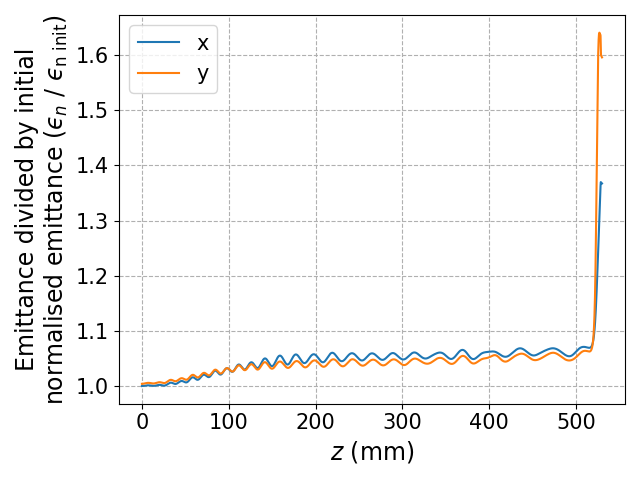 Emittance divided by initial
normalised emittance (ϵn / ϵn init)
x
y
1.6
1.5
1.4
1.3
1.2
1.1
1.0
0 100 200 300 400 500
z (mm)